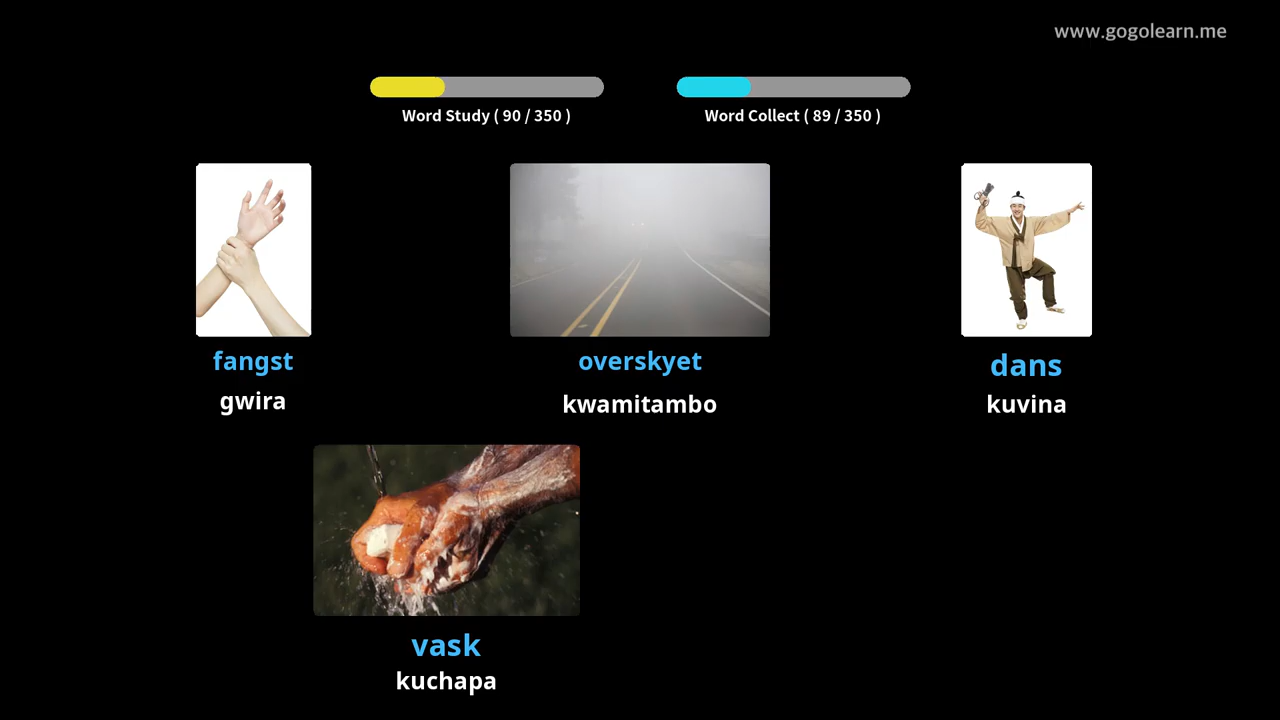 www.gogolearn.me
Word Study ( 90 / 350 )
Word Collect ( 89 / 350 )
fangst
gwira
overskyet
kwamitambo
dans
kuvina
vask
kuchapa